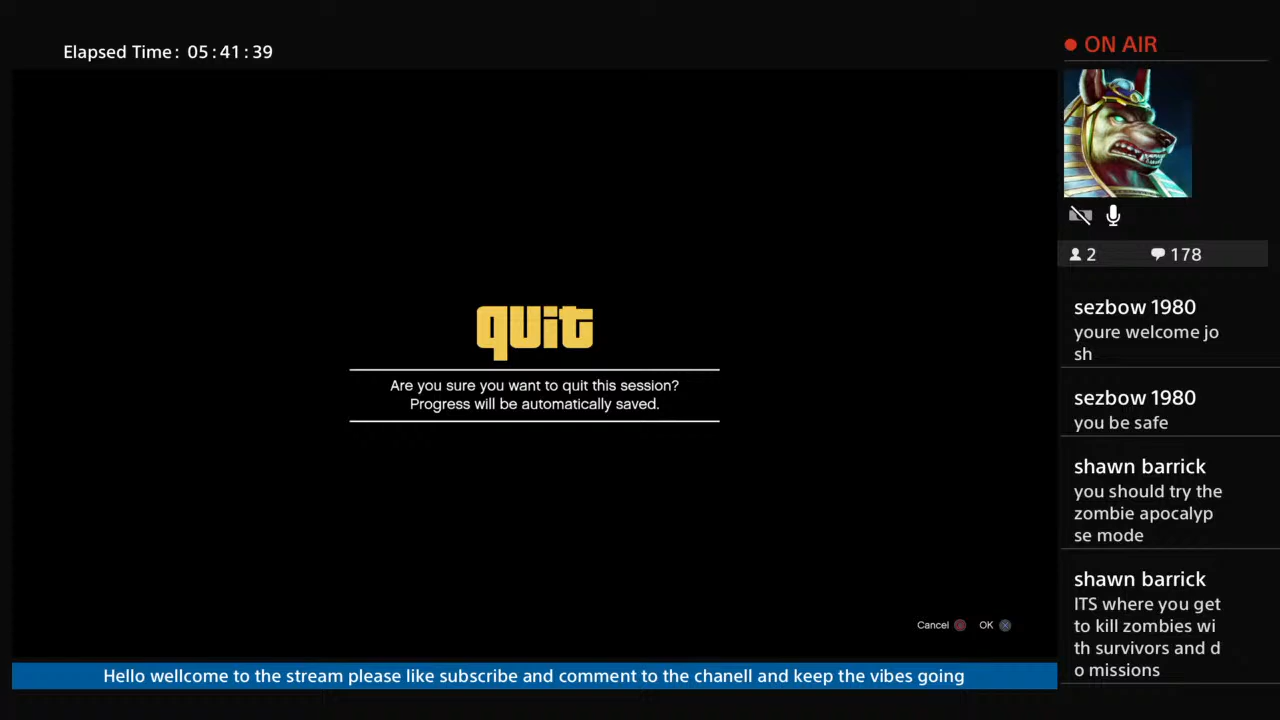 Elapsed Time: 05:41:39
ON AIR
2 178
quit
Are you sure you want to quit this session?
Progress will be automatically saved.
Cancel OK
sezbow 1980
youre welcome jo
sh
sezbow 1980
you be safe
shawn barrick
you should try the
zombie apocalyp
se mode
shawn barrick
ITS where you get
to kill zombies wi
th survivors and d
o missions
Hello wellcome to the stream please like subscribe and comment to the chanell and keep the vibes going